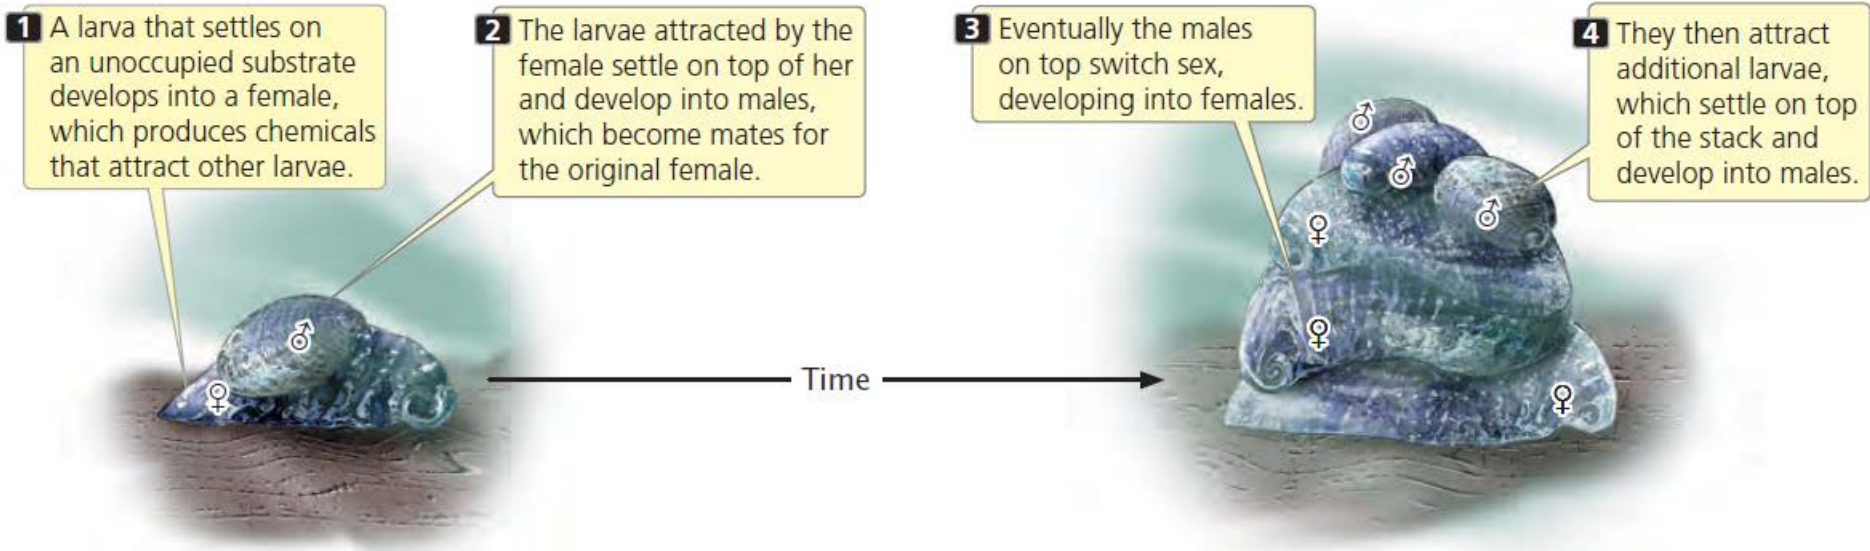 1 A larva that settles on
an unoccupied substrate
develops into a female,
which produces chemicals
that attract other larvae.
2 The larvae attracted by the
female settle on top of her
and develop into males,
which become mates for
the original female.
3 Eventually the males
on top switch sex,
developing into females.
4 They then attract
additional larvae,
which settle on top
of the stack and
develop into males.
♂
♀
Time
♂
♂
♂
♀
♀
♀